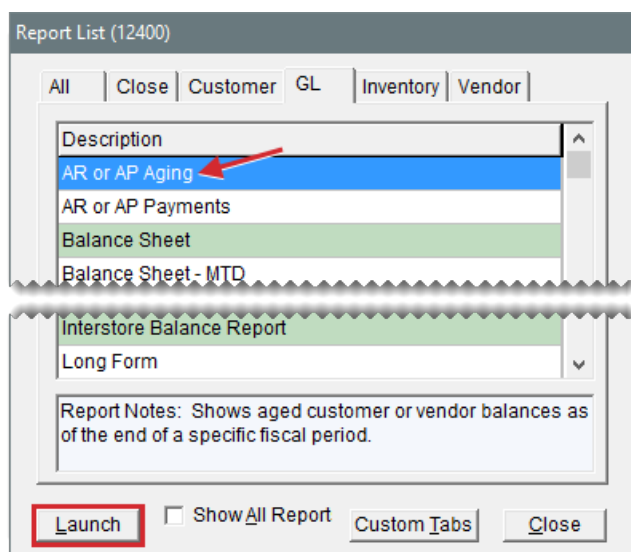 Report List (12400)
All Close Customer GL Inventory Vendor
Description
AR or AP Aging
AR or AP Payments
Balance Sheet
Balance Sheet - MTD
Interstore Balance Report
Long Form
Report Notes: Shows aged customer or vendor balances as
of the end of a specific fiscal period.
Launch Show All Report Custom Tabs Close